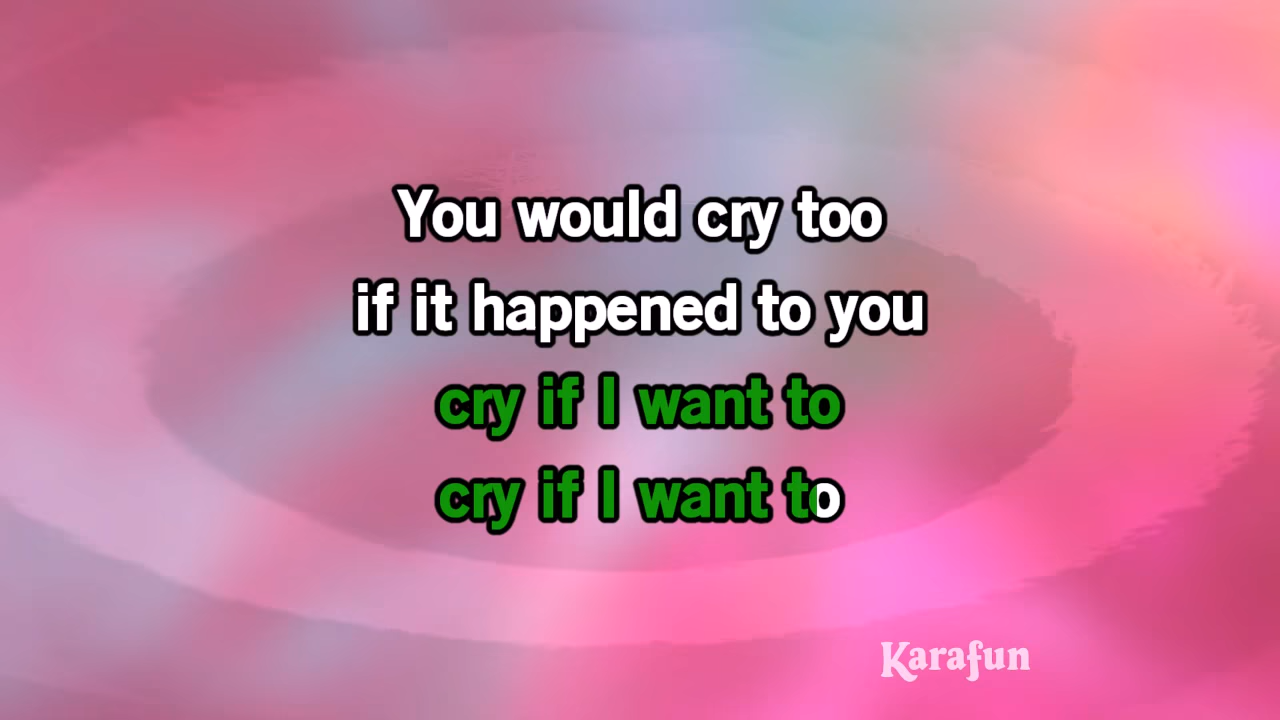 You would cry too
if it happened to you
cry if I want to
cry if I want to
Karafun